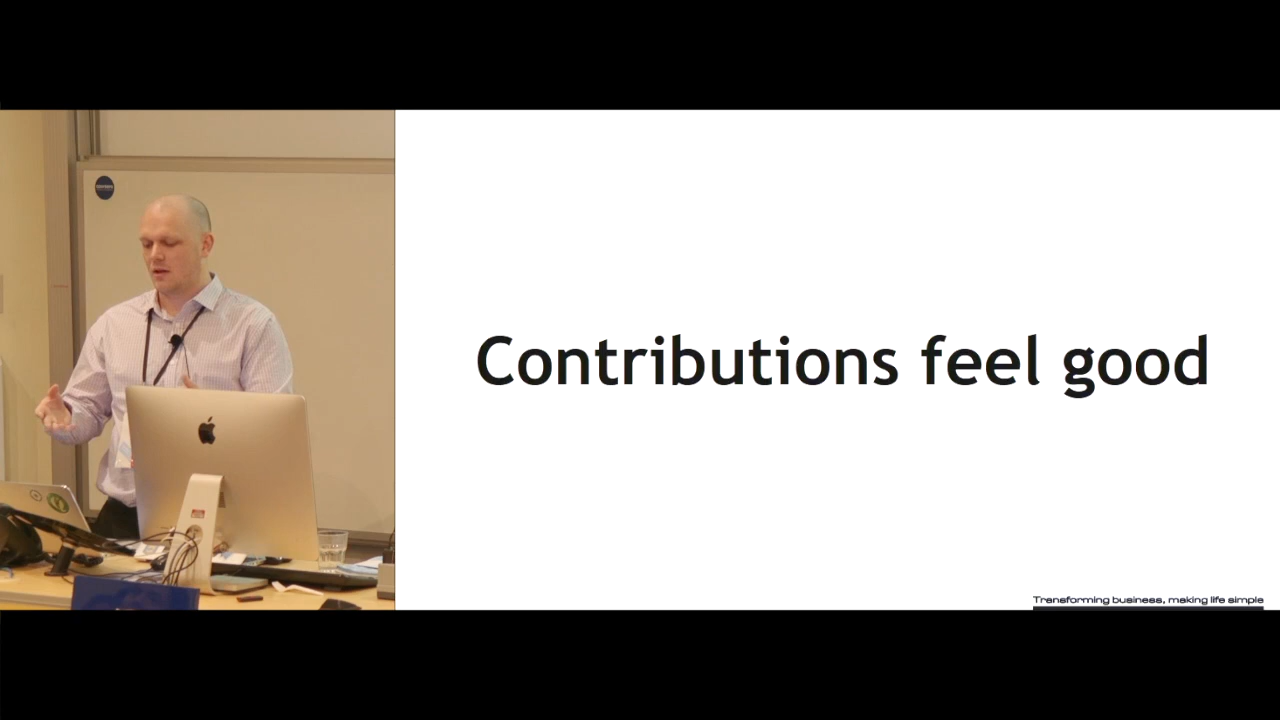 Contributions feel good
Transforming business, making life simple